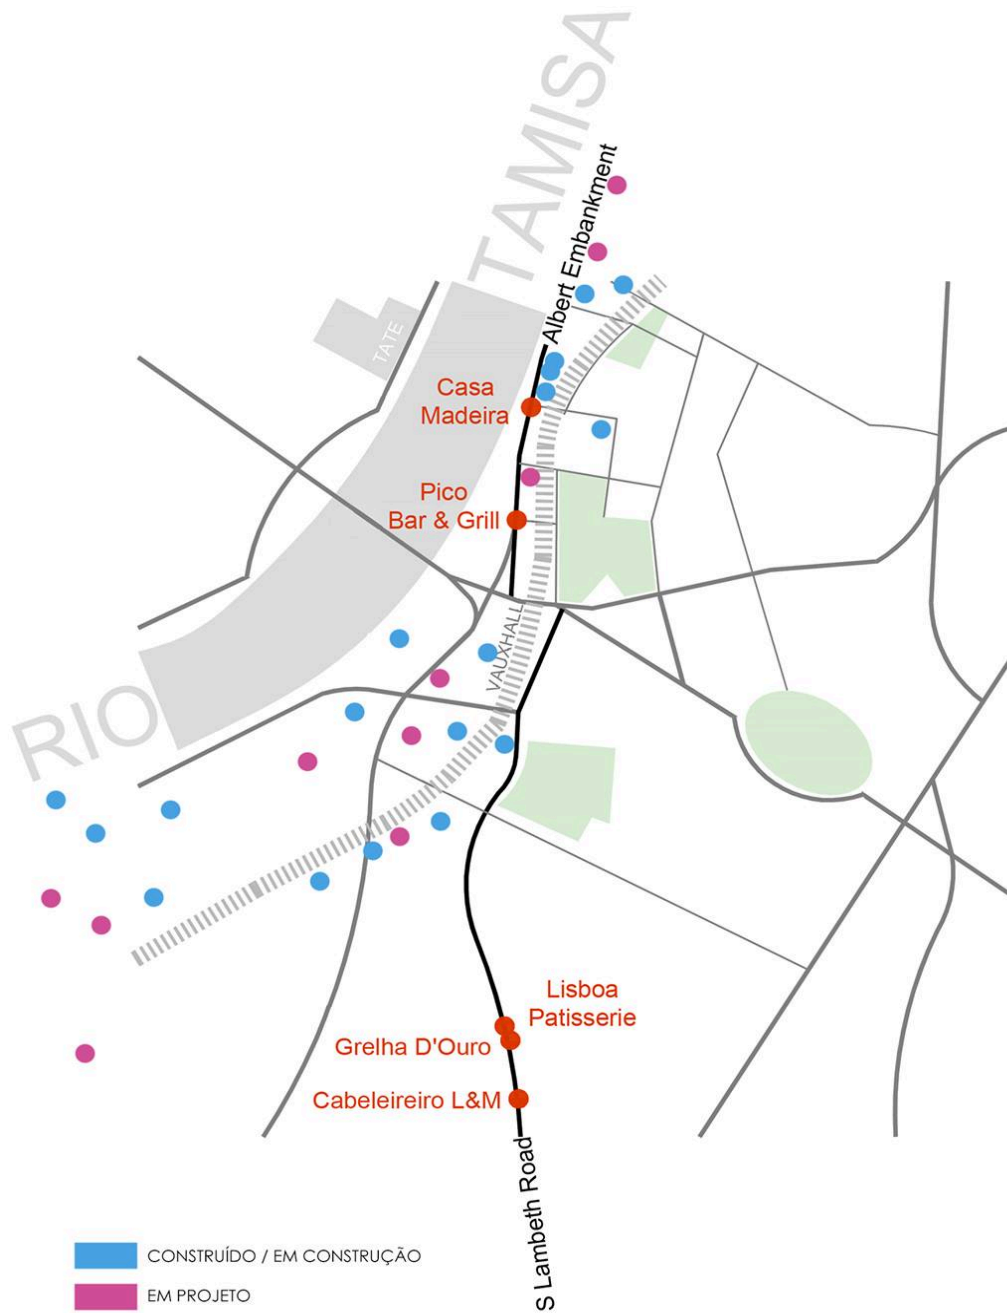 RIO
TAMISA
Albert Embankment
TATE
Casa
Madeira
Pico
Bar & Grill
VAUXHALL
Lisboa
Patisserie
Grelha D'Ouro
Cabeleireiro L&M
S Lambeth Road
CONSTRUÍDO / EM CONSTRUÇÃO
EM PROJETO